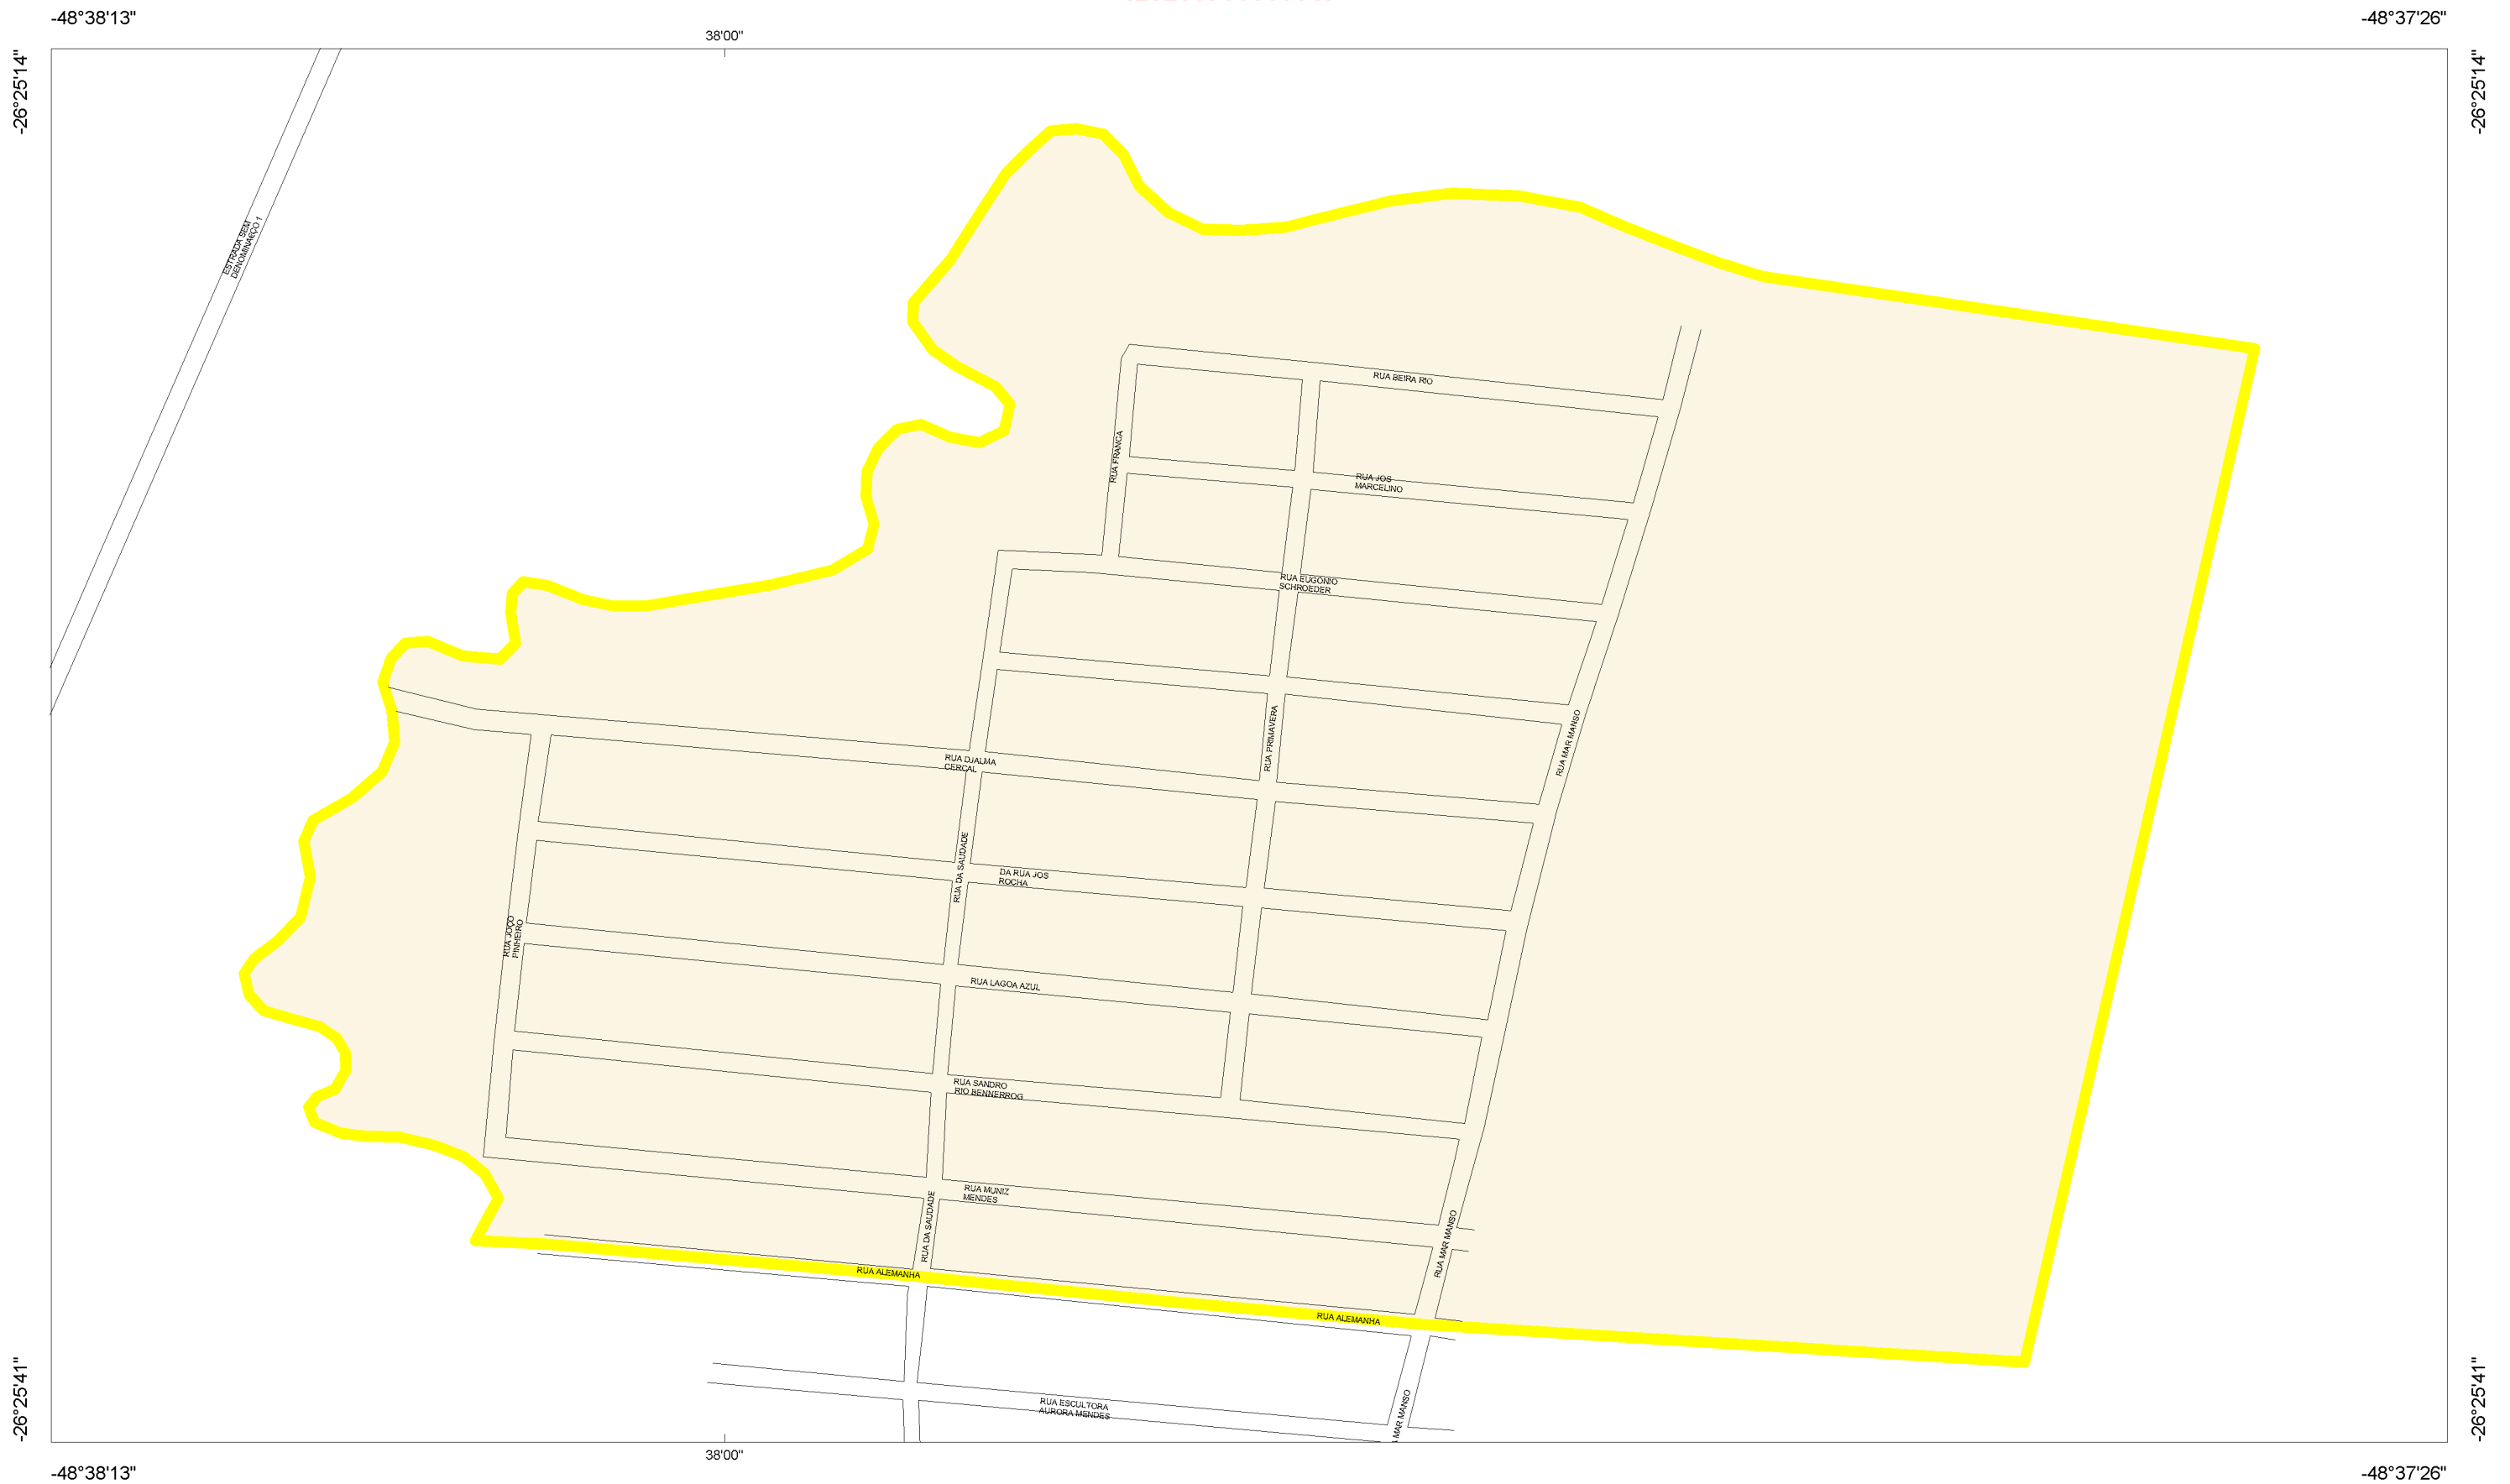 -48°38'13"
-48°37'26"
38'00"
-26°25'14"
-26°25'14"
ESTRADA SEM
DENOMINAÇÇO 1
RUA BEIRA RIO
RUA FRANCA
RUA JOS
MARCELINO
RUA EUGONIO
SCHROEDER
RUA PRIMAVERA
RUA MAR MANSO
RUA DJALMA
CERCAL
RUA DA SAUDADE
DA RUA JOS
ROCHA
RUA JOÇO
PINHEIRO
RUA LAGOA AZUL
RUA SANDRO
RIO BENNERROG
RUA MUNIZ
MENDES
RUA DA SAUDADE
RUA MAR MANSO
RUA ALEMANHA
RUA ALEMANHA
RUA ESCULTORA
AURORA MENDES
MAR MANSO
-26°25'41"
-26°25'41"
38'00"
-48°38'13"
-48°37'26"